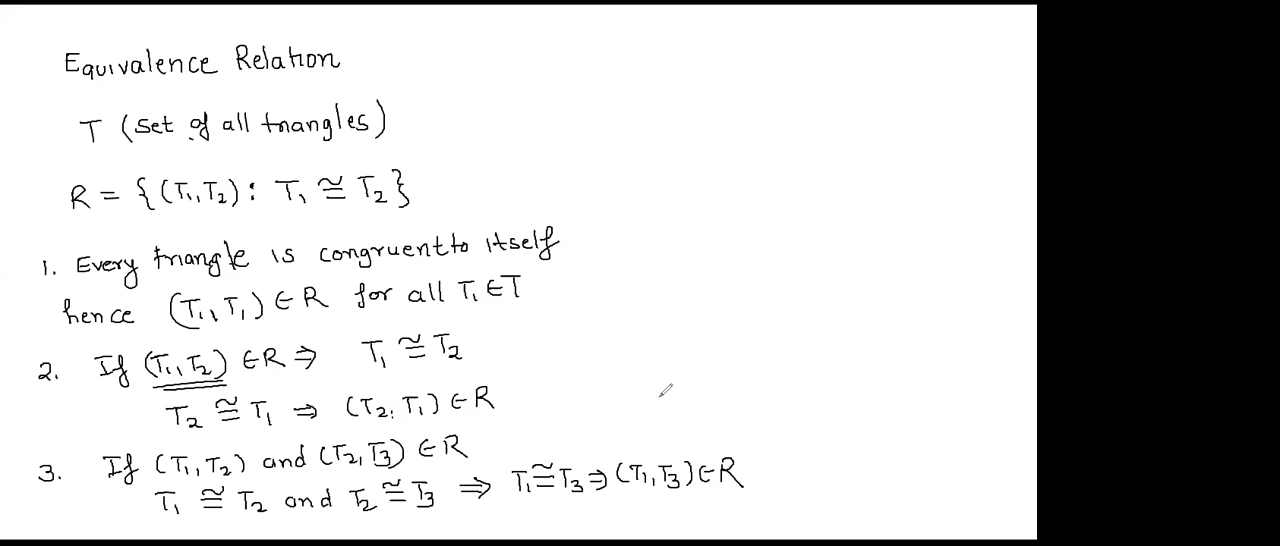 Equivalence Relation
T (set of all triangles)
R = {(T₁,T₂): T₁ ≅ T₂}
1. Every triangle is congruent to itself
hence (T₁, T₁) ∈ R for all T₁ ∈ T
2. If (T₁, T₂) ∈ R ⇒ T₁ ≅ T₂
T₂ ≅ T₁ ⇒ (T₂, T₁) ∈ R
3. If (T₁, T₂) and (T₂, T₃) ∈ R
T₁ ≅ T₂ and T₂ ≅ T₃ ⇒ T₁ ≅ T₃ ⇒ (T₁, T₃) ∈ R